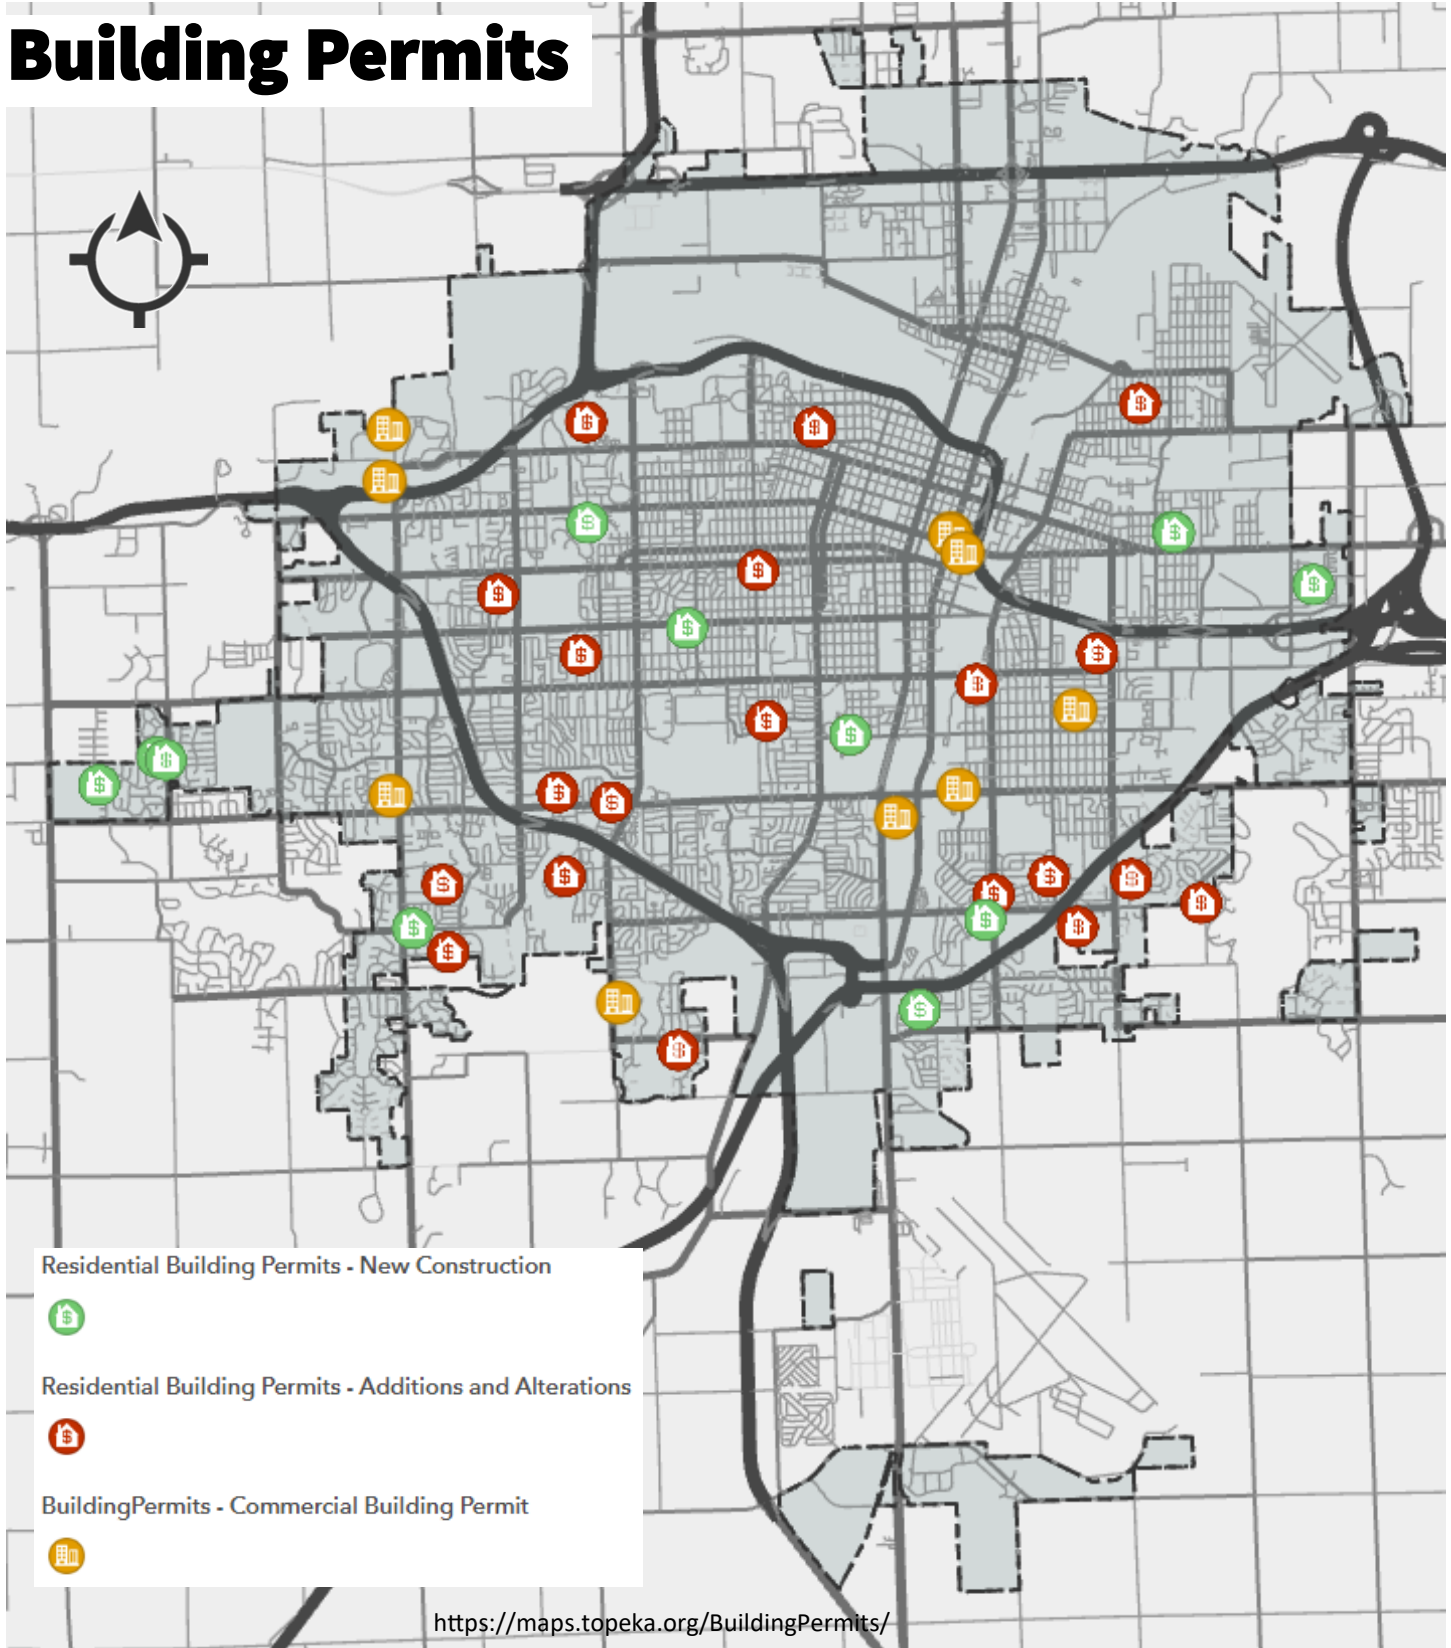 Building Permits
Residential Building Permits - New Construction
Residential Building Permits - Additions and Alterations
BuildingPermits - Commercial Building Permit
https://maps.topeka.org/BuildingPermits/